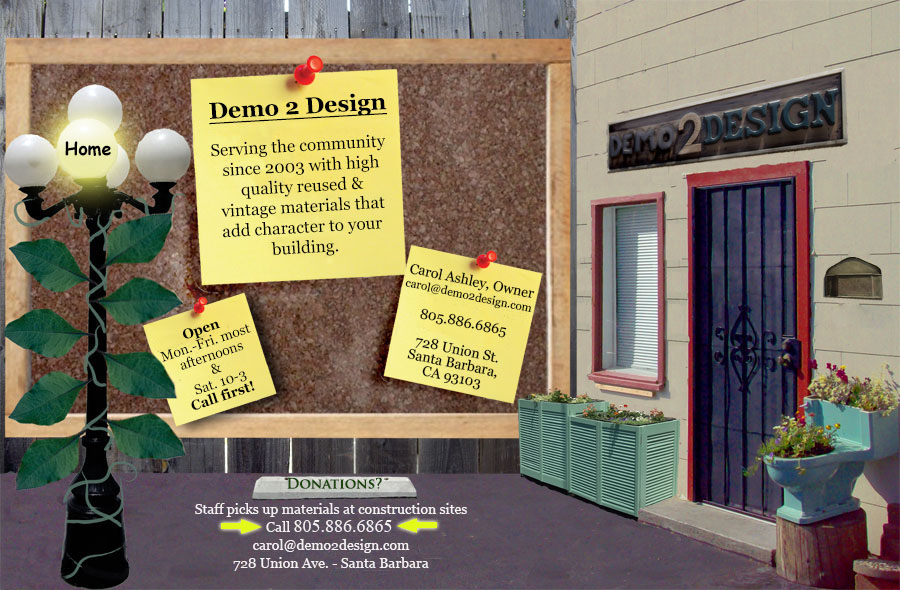 Home
Demo 2 Design
Serving the community
since 2003 with high
quality reused &
vintage materials that
add character to your
building.
Open
Mon.-Fri. most
afternoons
&
Sat. 10-3
Call first!
Carol Ashley, Owner
carol@demo2design.com
805.886.6865
728 Union St.
Santa Barbara,
CA 93103
DEMO2DESIGN
"DONATIONS?"
Staff picks up materials at construction sites
Call 805.886.6865
carol@demo2design.com
728 Union Ave. - Santa Barbara